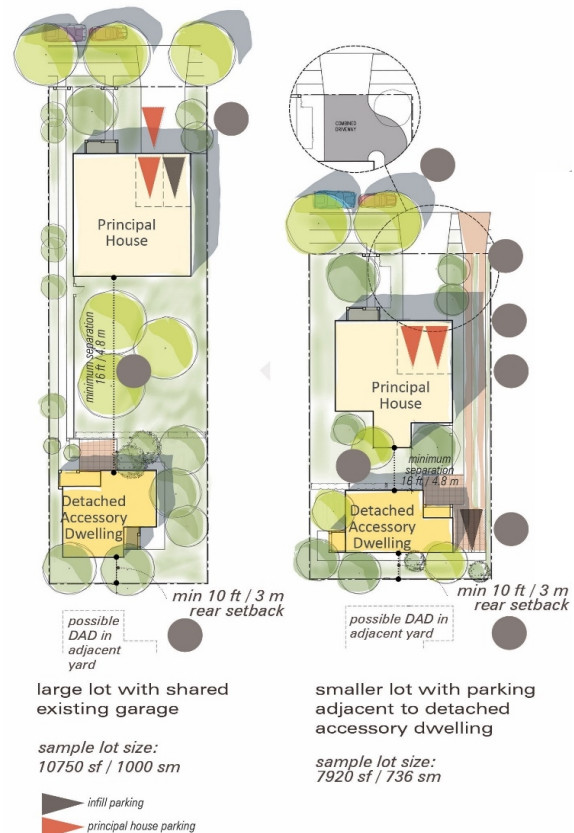 COMBINED
DRIVEWAY
Principal
House
minimum separation
16 ft / 4.8 m
Detached
Accessory
Dwelling
min 10 ft / 3 m
rear setback
possible DAD in
adjacent
yard
large lot with shared
existing garage
sample lot size:
10750 sf / 1000 sm
infill parking
principal house parking
Principal
House
minimum
separation
16 ft / 4.8 m
Detached
Accessory
Dwelling
min 10 ft / 3 m
rear setback
possible DAD in
adjacent yard
smaller lot with parking
adjacent to detached
accessory dwelling
sample lot size:
7920 sf / 736 sm